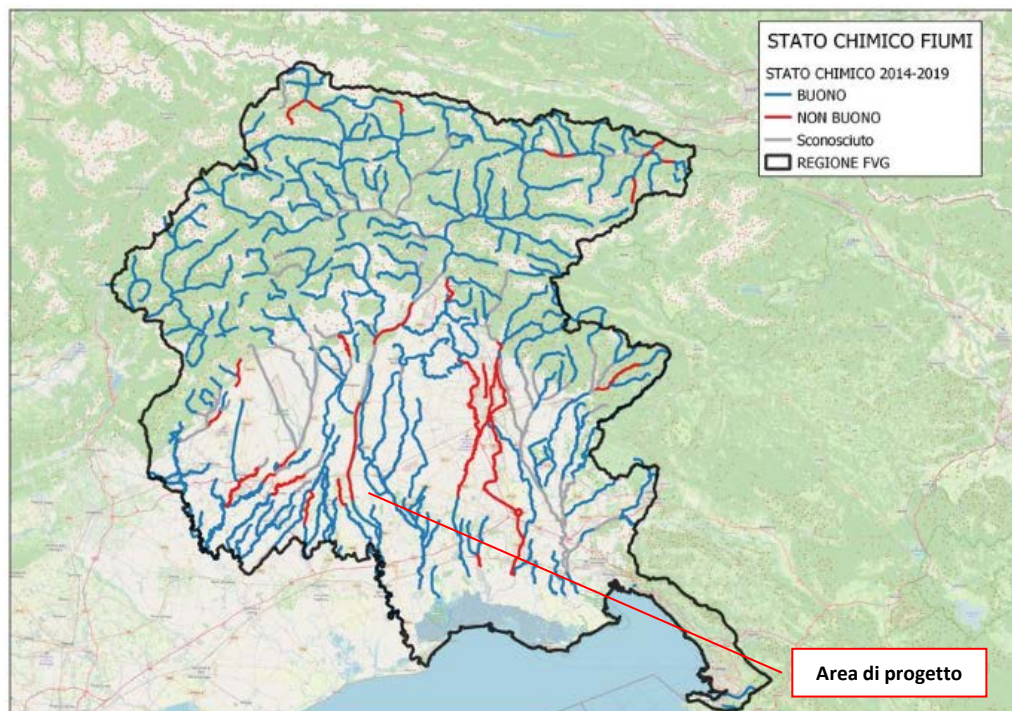 STATO CHIMICO FIUMI
STATO CHIMICO 2014-2019
BUONO
NON BUONO
Sconosciuto
REGIONE FVG
Area di progetto